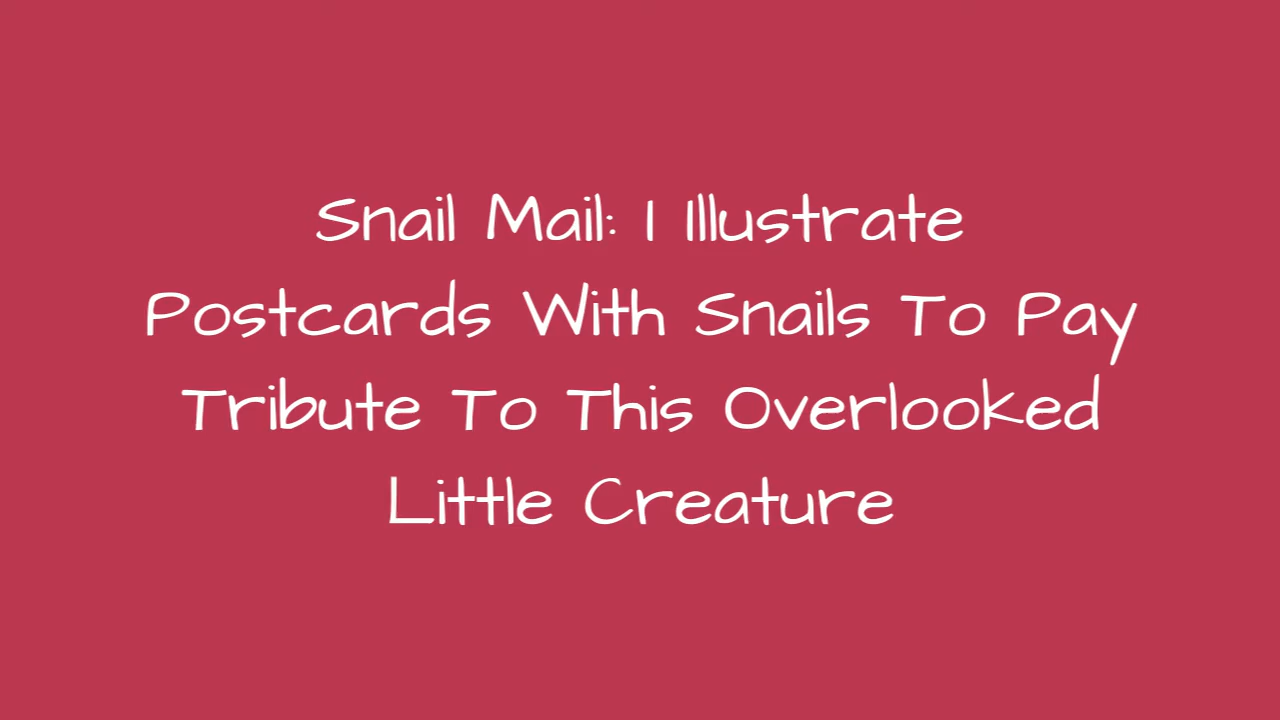 Snail Mail: I Illustrate
Postcards With Snails To Pay
Tribute To This Overlooked
Little Creature